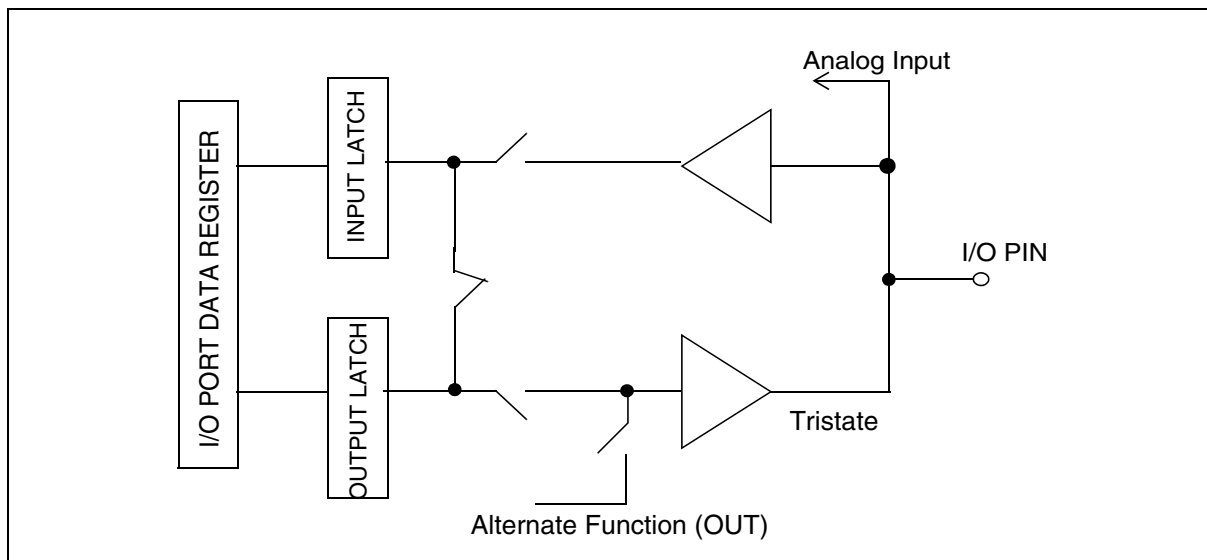 Analog Input
I/O PORT DATA REGISTER
INPUT LATCH
I/O PIN
OUTPUT LATCH
Tristate
Alternate Function (OUT)